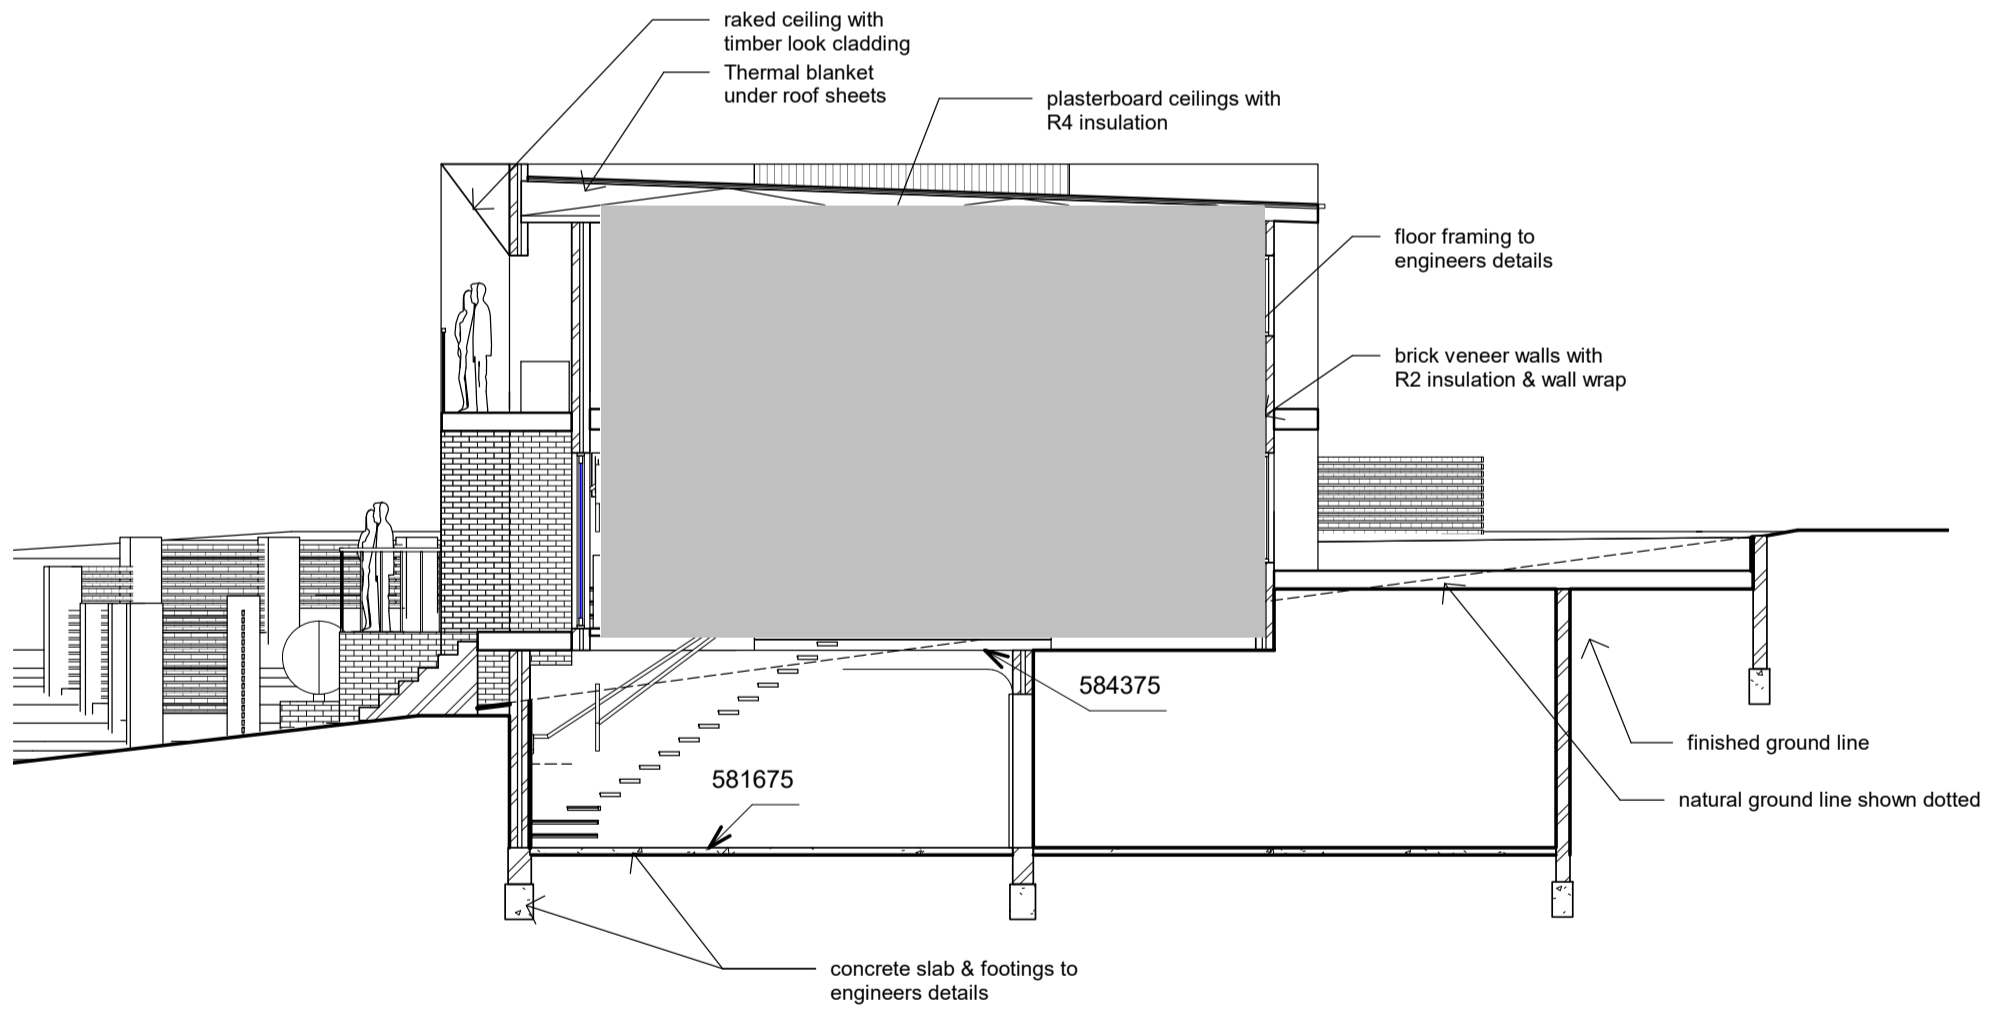 raked ceiling with
timber look cladding
Thermal blanket
under roof sheets
plasterboard ceilings with
R4 insulation
floor framing to
engineers details
brick veneer walls with
R2 insulation & wall wrap
584375
finished ground line
581675
natural ground line shown dotted
concrete slab & footings to
engineers details